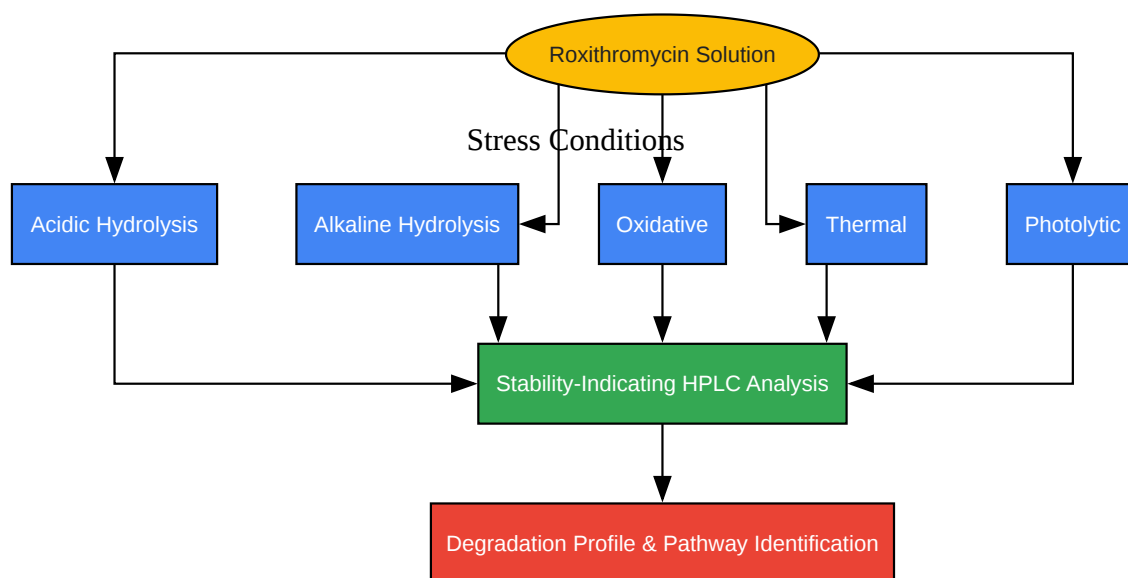 Roxithromycin Solution
Stress Conditions
Acidic Hydrolysis
Alkaline Hydrolysis
Oxidative
Thermal
Photolytic
Stability-Indicating HPLC Analysis
Degradation Profile & Pathway Identification